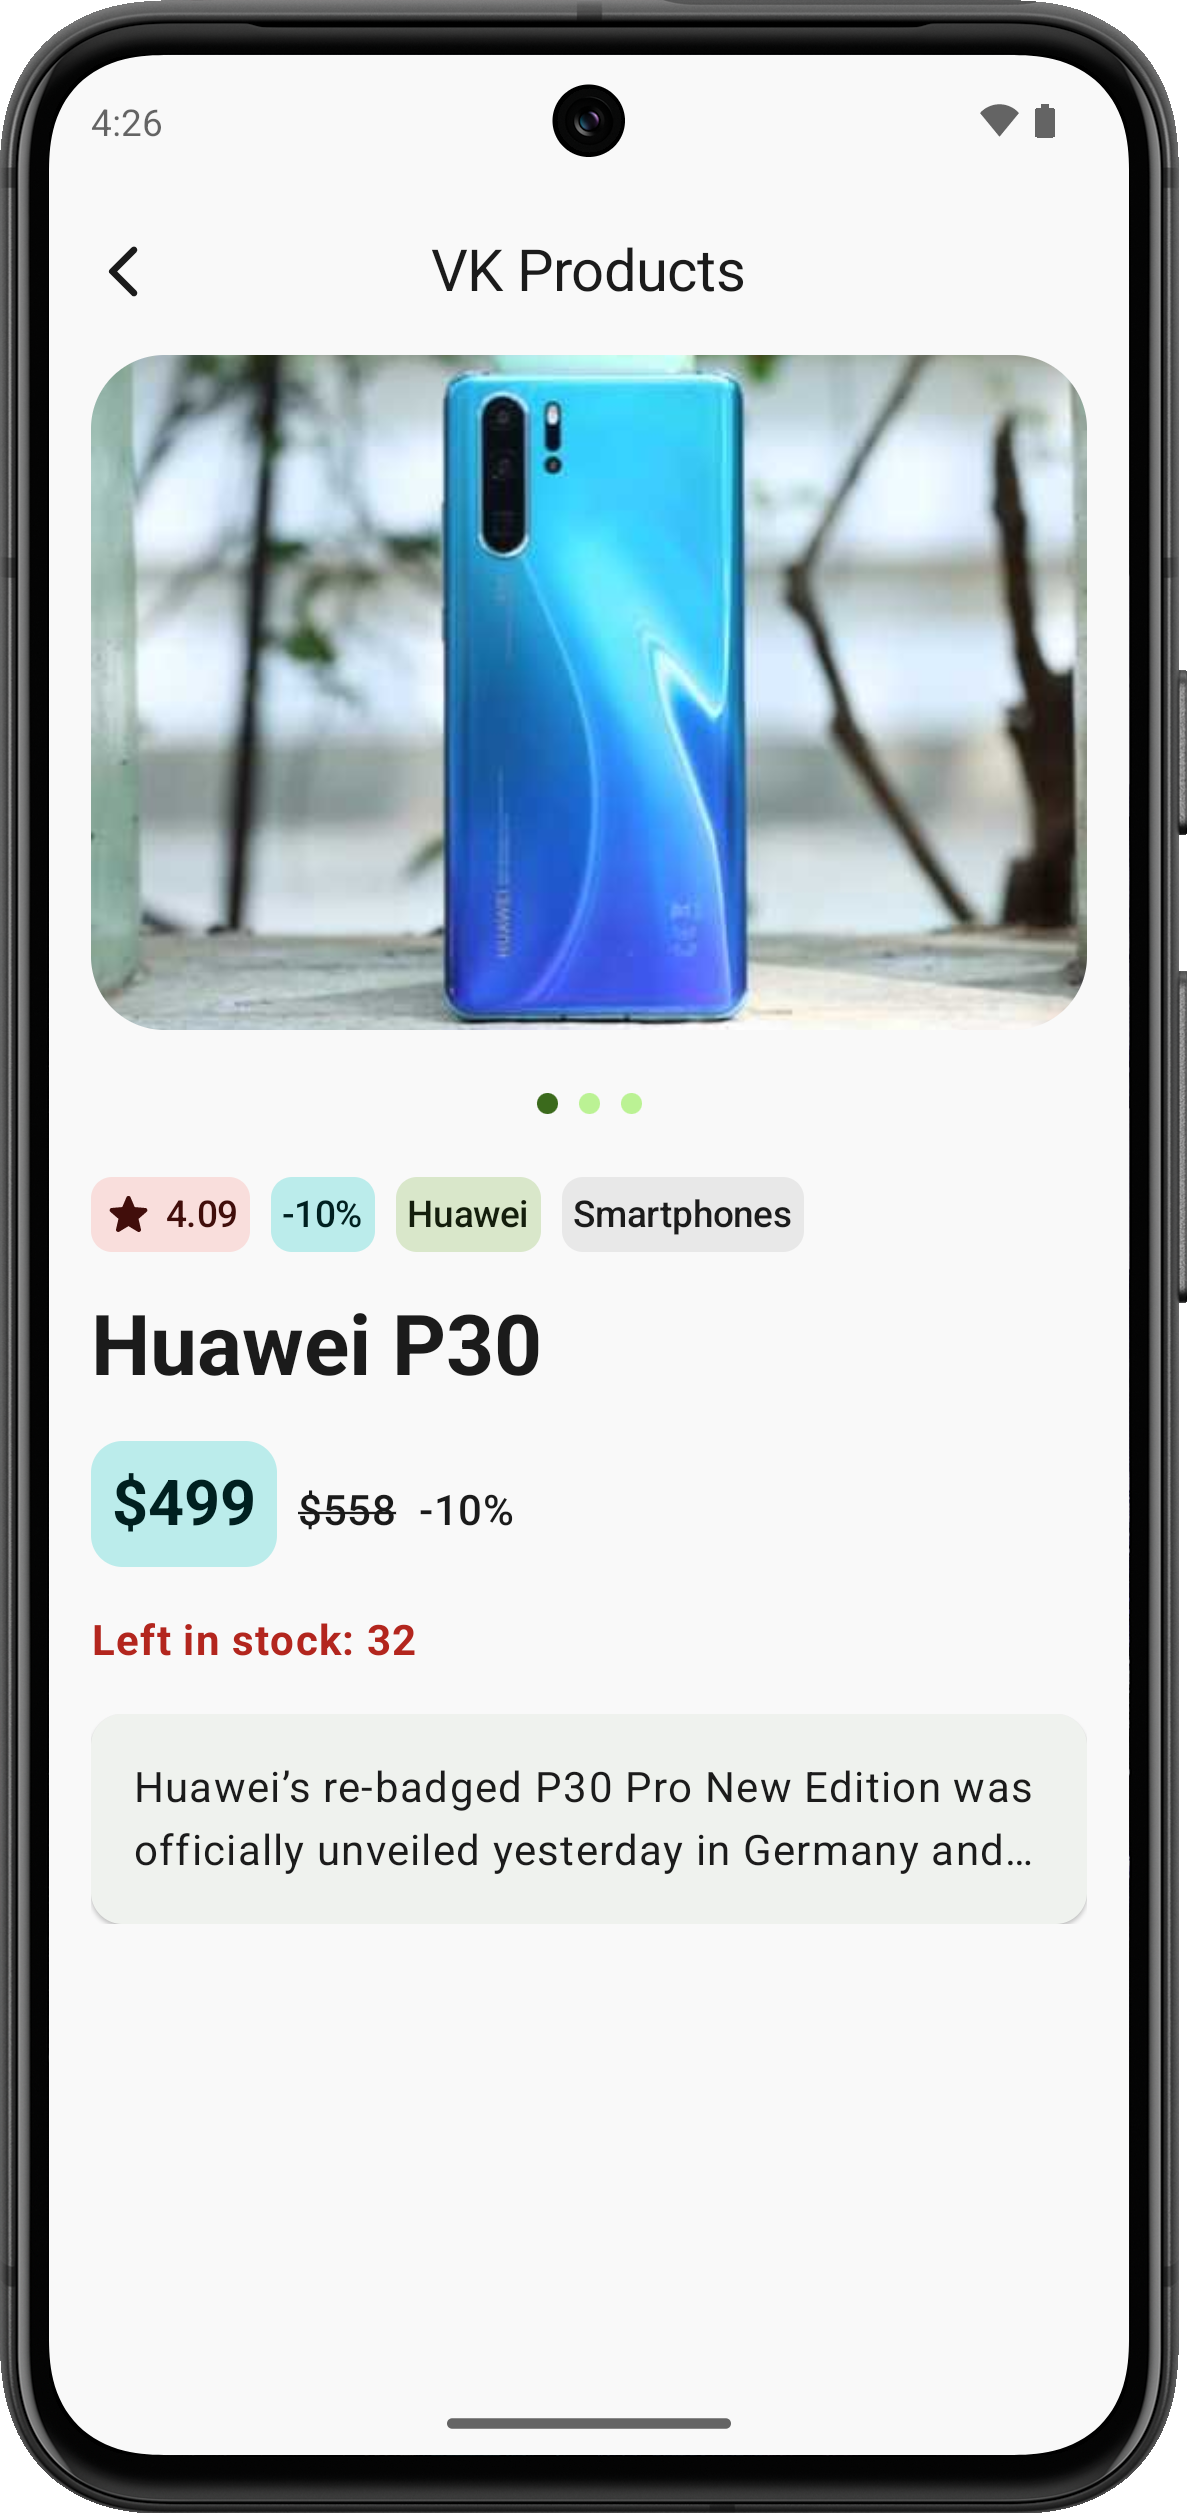 4:26
VK Products
HUAWEI
4.09
-10%
Huawei
Smartphones
Huawei P30
$499
$558 -10%
Left in stock: 32
Huawei’s re-badged P30 Pro New Edition was
officially unveiled yesterday in Germany and…